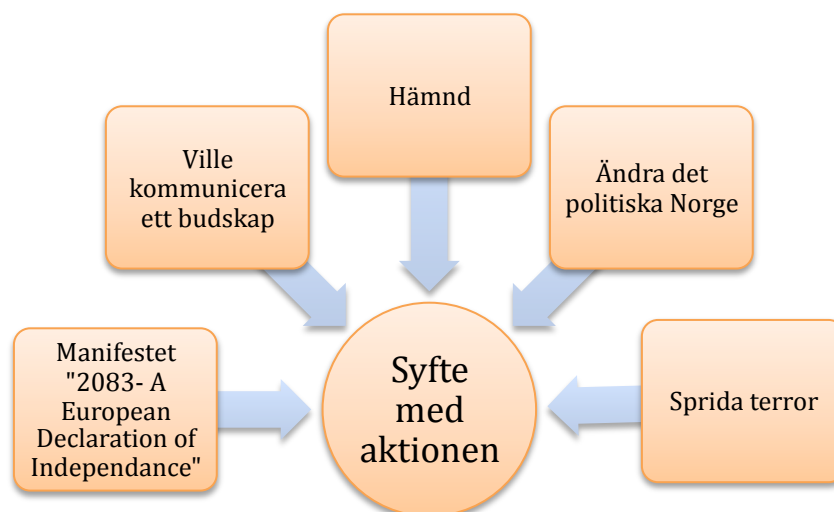 Hämnd
Ville
kommunicera
ett budskap
Ändra det
politiska Norge
Manifestet
"2083- A
European
Declaration of
Independance"
Syfte
med
aktionen
Sprida terror